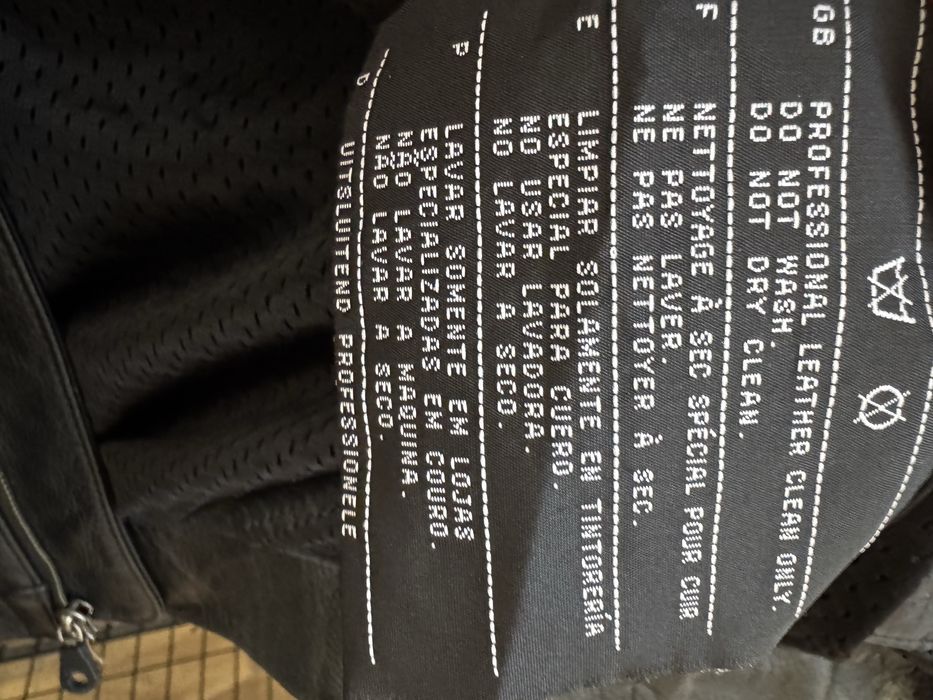 GB
PROFESSIONAL LEATHER CLEAN ONLY.
DO NOT WASH.
DO NOT DRY CLEAN.
F
NETTOYAGE À SEC SPÉCIAL POUR CUIR
NE PAS LAVER.
NE PAS NETTOYER À SEC.
E
LIMPIAR SOLAMENTE EN TINTORERÍA
ESPECIAL PARA CUERO.
NO USAR LAVADORA.
NO LAVAR A SECO.
P
LAVAR SOMENTE EM LOJAS
ESPECIALIZADAS EM COURO.
NÃO LAVAR A MAQUINA.
NÃO LAVAR A SECO.
D
UITSLUITEND PROFESSIONELE